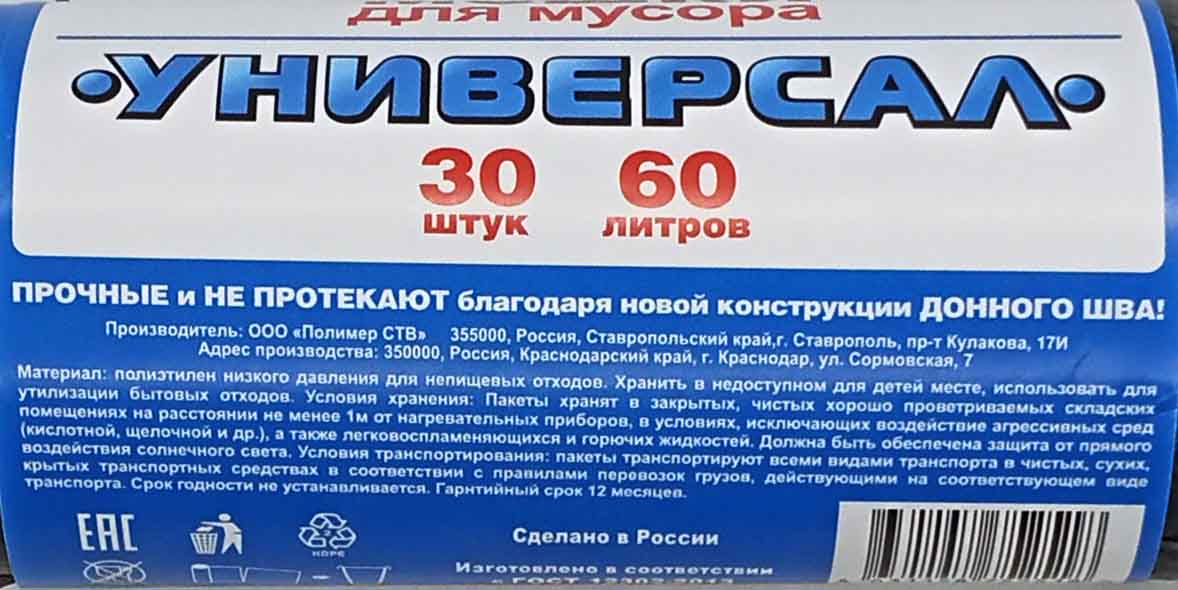 для мусора
•УНИВЕРСАЛ•
30 60
штук литров
ПРОЧНЫЕ и НЕ ПРОТЕКАЮТ благодаря новой конструкции ДОННОГО ШВА!
Производитель: ООО «Полимер СТВ» 355000, Россия, Ставропольский край,г. Ставрополь, пр-т Кулакова, 17И
Адрес производства: 350000, Россия, Краснодарский край, г. Краснодар, ул. Сормовская, 7
Материал: полиэтилен низкого давления для непищевых отходов. Хранить в недоступном для детей месте, использовать для
утилизации бытовых отходов. Условия хранения: Пакеты хранят в закрытых, чистых хорошо проветриваемых складских
помещениях на расстоянии не менее 1м от нагревательных приборов, в условиях, исключающих воздействие агрессивных сред
(кислотной, щелочной и др.), а также легковоспламеняющихся и горючих жидкостей. Должна быть обеспечена защита от прямого
воздействия солнечного света. Условия транспортирования: пакеты транспортируют всеми видами транспорта в чистых, сухих,
крытых транспортных средствах в соответствии с правилами перевозок грузов, действующими на соответствующем виде
транспорта. Срок годности не устанавливается. Гарнтийный срок 12 месяцев.
EAC
2
HDPE
Сделано в России
Изготовлено в соответствии
с ГОСТ